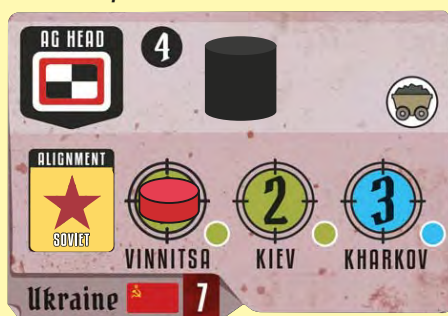 AG HEAD
4
ALIGNMENT
SOVIET
2
3
VINNITSA KIEV KHARKOV
Ukraine 7